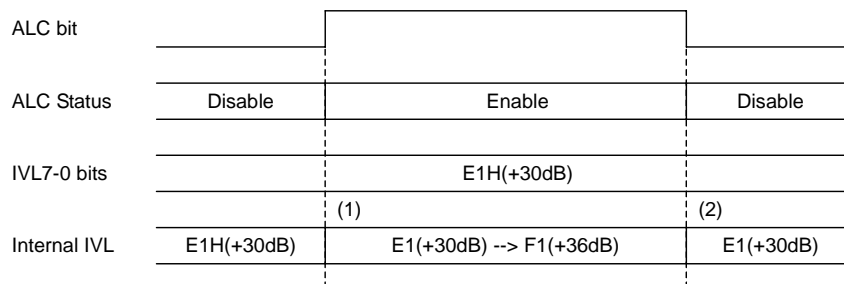 ALC bit
ALC Status Disable Enable Disable
IVL7-0 bits E1H(+30dB)
(1) (2)
Internal IVL E1H(+30dB) E1(+30dB) --> F1(+36dB) E1(+30dB)